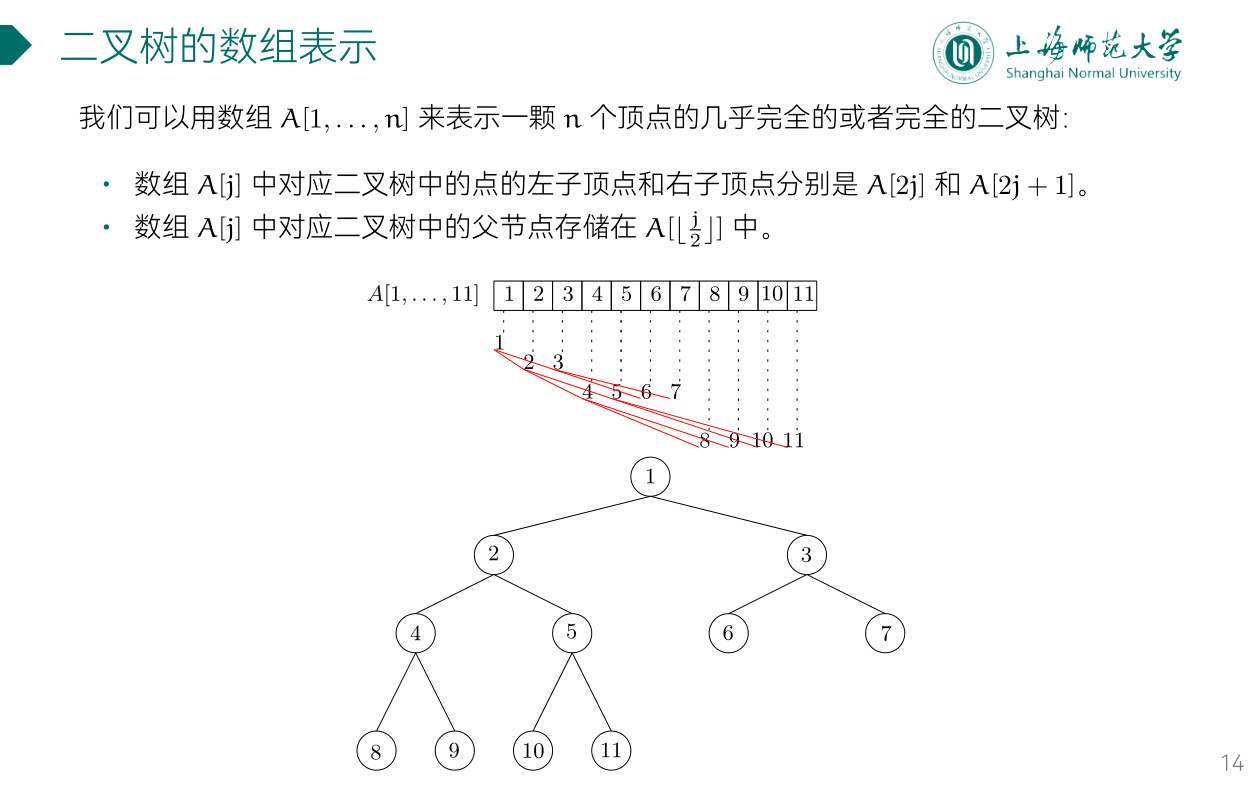 二叉树的数组表示
上海师范大学
Shanghai Normal University
我们可以用数组 A[1, . . . , n] 来表示一颗 n 个顶点的几乎完全的或者完全的二叉树:
• 数组 A[j] 中对应二叉树中的点的左子顶点和右子顶点分别是 A[2j] 和 A[2j + 1]。
• 数组 A[j] 中对应二叉树中的父节点存储在 A[⌊j/2⌋] 中。
A[1, . . . , 11] 1 2 3 4 5 6 7 8 9 10 11
1
2 3
4 5 6 7
8 9 10 11
1
2 3
4 5 6 7
8 9 10 11
14